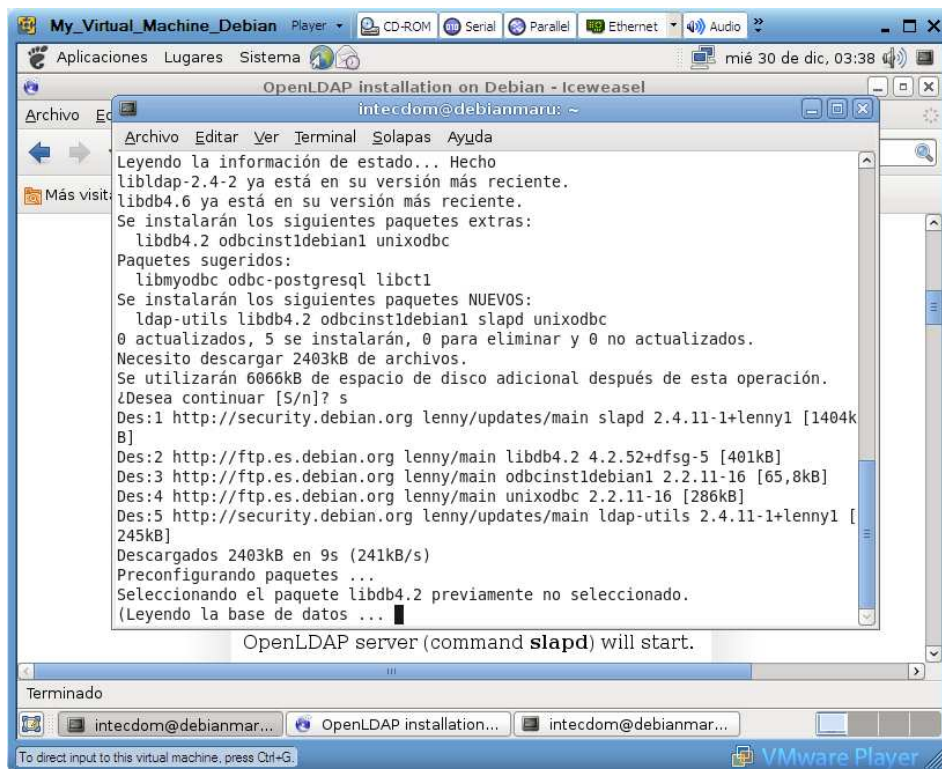 My_Virtual_Machine_Debian Player CD-ROM Serial Parallel Ethernet Audio
Aplicaciones Lugares Sistema mié 30 de dic, 03:38
OpenLDAP installation on Debian - Iceweasel
intecdom@debianmaru: ~
Archivo Ed
Archivo Editar Ver Terminal Solapas Ayuda
Más visit
Leyendo la información de estado... Hecho
libldap-2.4-2 ya está en su versión más reciente.
libdb4.6 ya está en su versión más reciente.
Se instalarán los siguientes paquetes extras:
libdb4.2 odbcinst1debian1 unixodbc
Paquetes sugeridos:
libmyodbc odbc-postgresql libct1
Se instalarán los siguientes paquetes NUEVOS:
ldap-utils libdb4.2 odbcinst1debian1 slapd unixodbc
0 actualizados, 5 se instalarán, 0 para eliminar y 0 no actualizados.
Necesito descargar 2403kB de archivos.
Se utilizarán 6066kB de espacio de disco adicional después de esta operación.
¿Desea continuar [S/n]? s
Des:1 http://security.debian.org lenny/updates/main slapd 2.4.11-1+lenny1 [1404k
B]
Des:2 http://ftp.es.debian.org lenny/main libdb4.2 4.2.52+dfsg-5 [401kB]
Des:3 http://ftp.es.debian.org lenny/main odbcinst1debian1 2.2.11-16 [65,8kB]
Des:4 http://ftp.es.debian.org lenny/main unixodbc 2.2.11-16 [286kB]
Des:5 http://security.debian.org lenny/updates/main ldap-utils 2.4.11-1+lenny1 [
245kB]
Descargados 2403kB en 9s (241kB/s)
Preconfigurando paquetes ...
Seleccionando el paquete libdb4.2 previamente no seleccionado.
(Leyendo la base de datos ...
OpenLDAP server (command slapd) will start.
Terminado
intecdom@debianmar... OpenLDAP installation... intecdom@debianmar...
To direct input to this virtual machine, press Ctrl+G. VMware Player